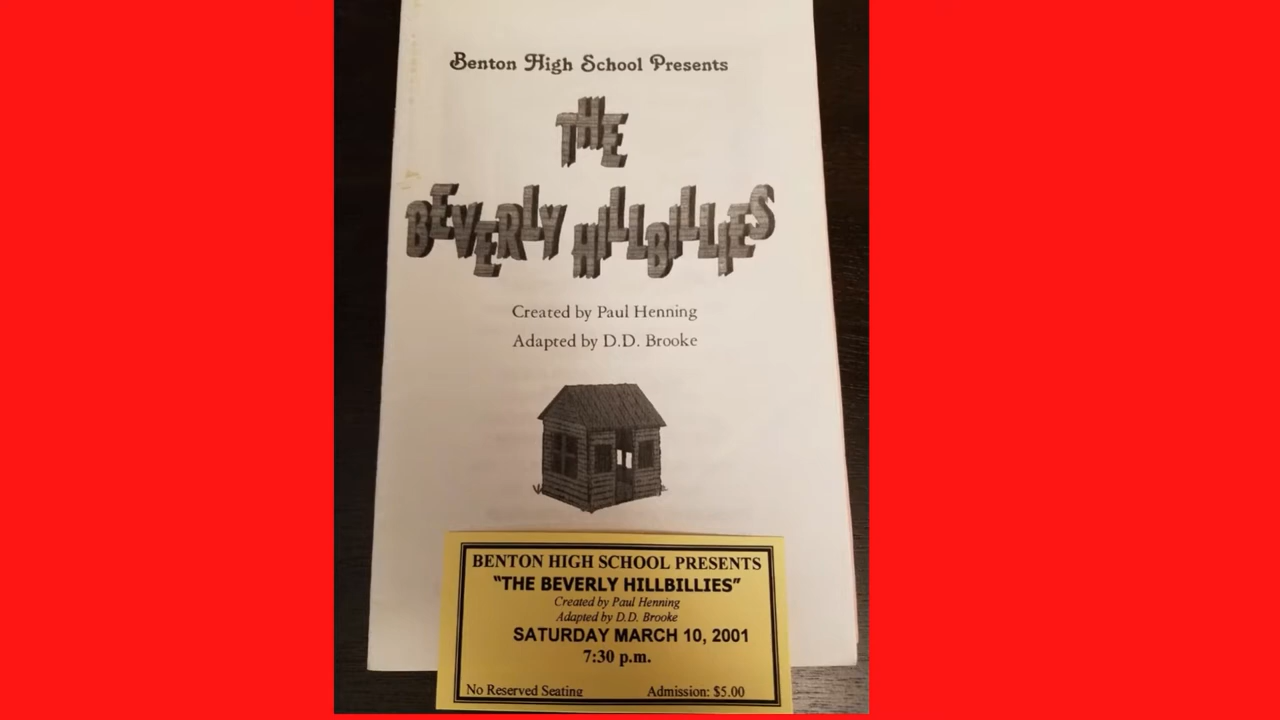 Benton High School Presents
THE
BEVERLY HILLBILLIES
Created by Paul Henning
Adapted by D.D. Brooke
BENTON HIGH SCHOOL PRESENTS
"THE BEVERLY HILLBILLIES"
Created by Paul Henning
Adapted by D.D. Brooke
SATURDAY MARCH 10, 2001
7:30 p.m.
No Reserved Seating Admission: $5.00